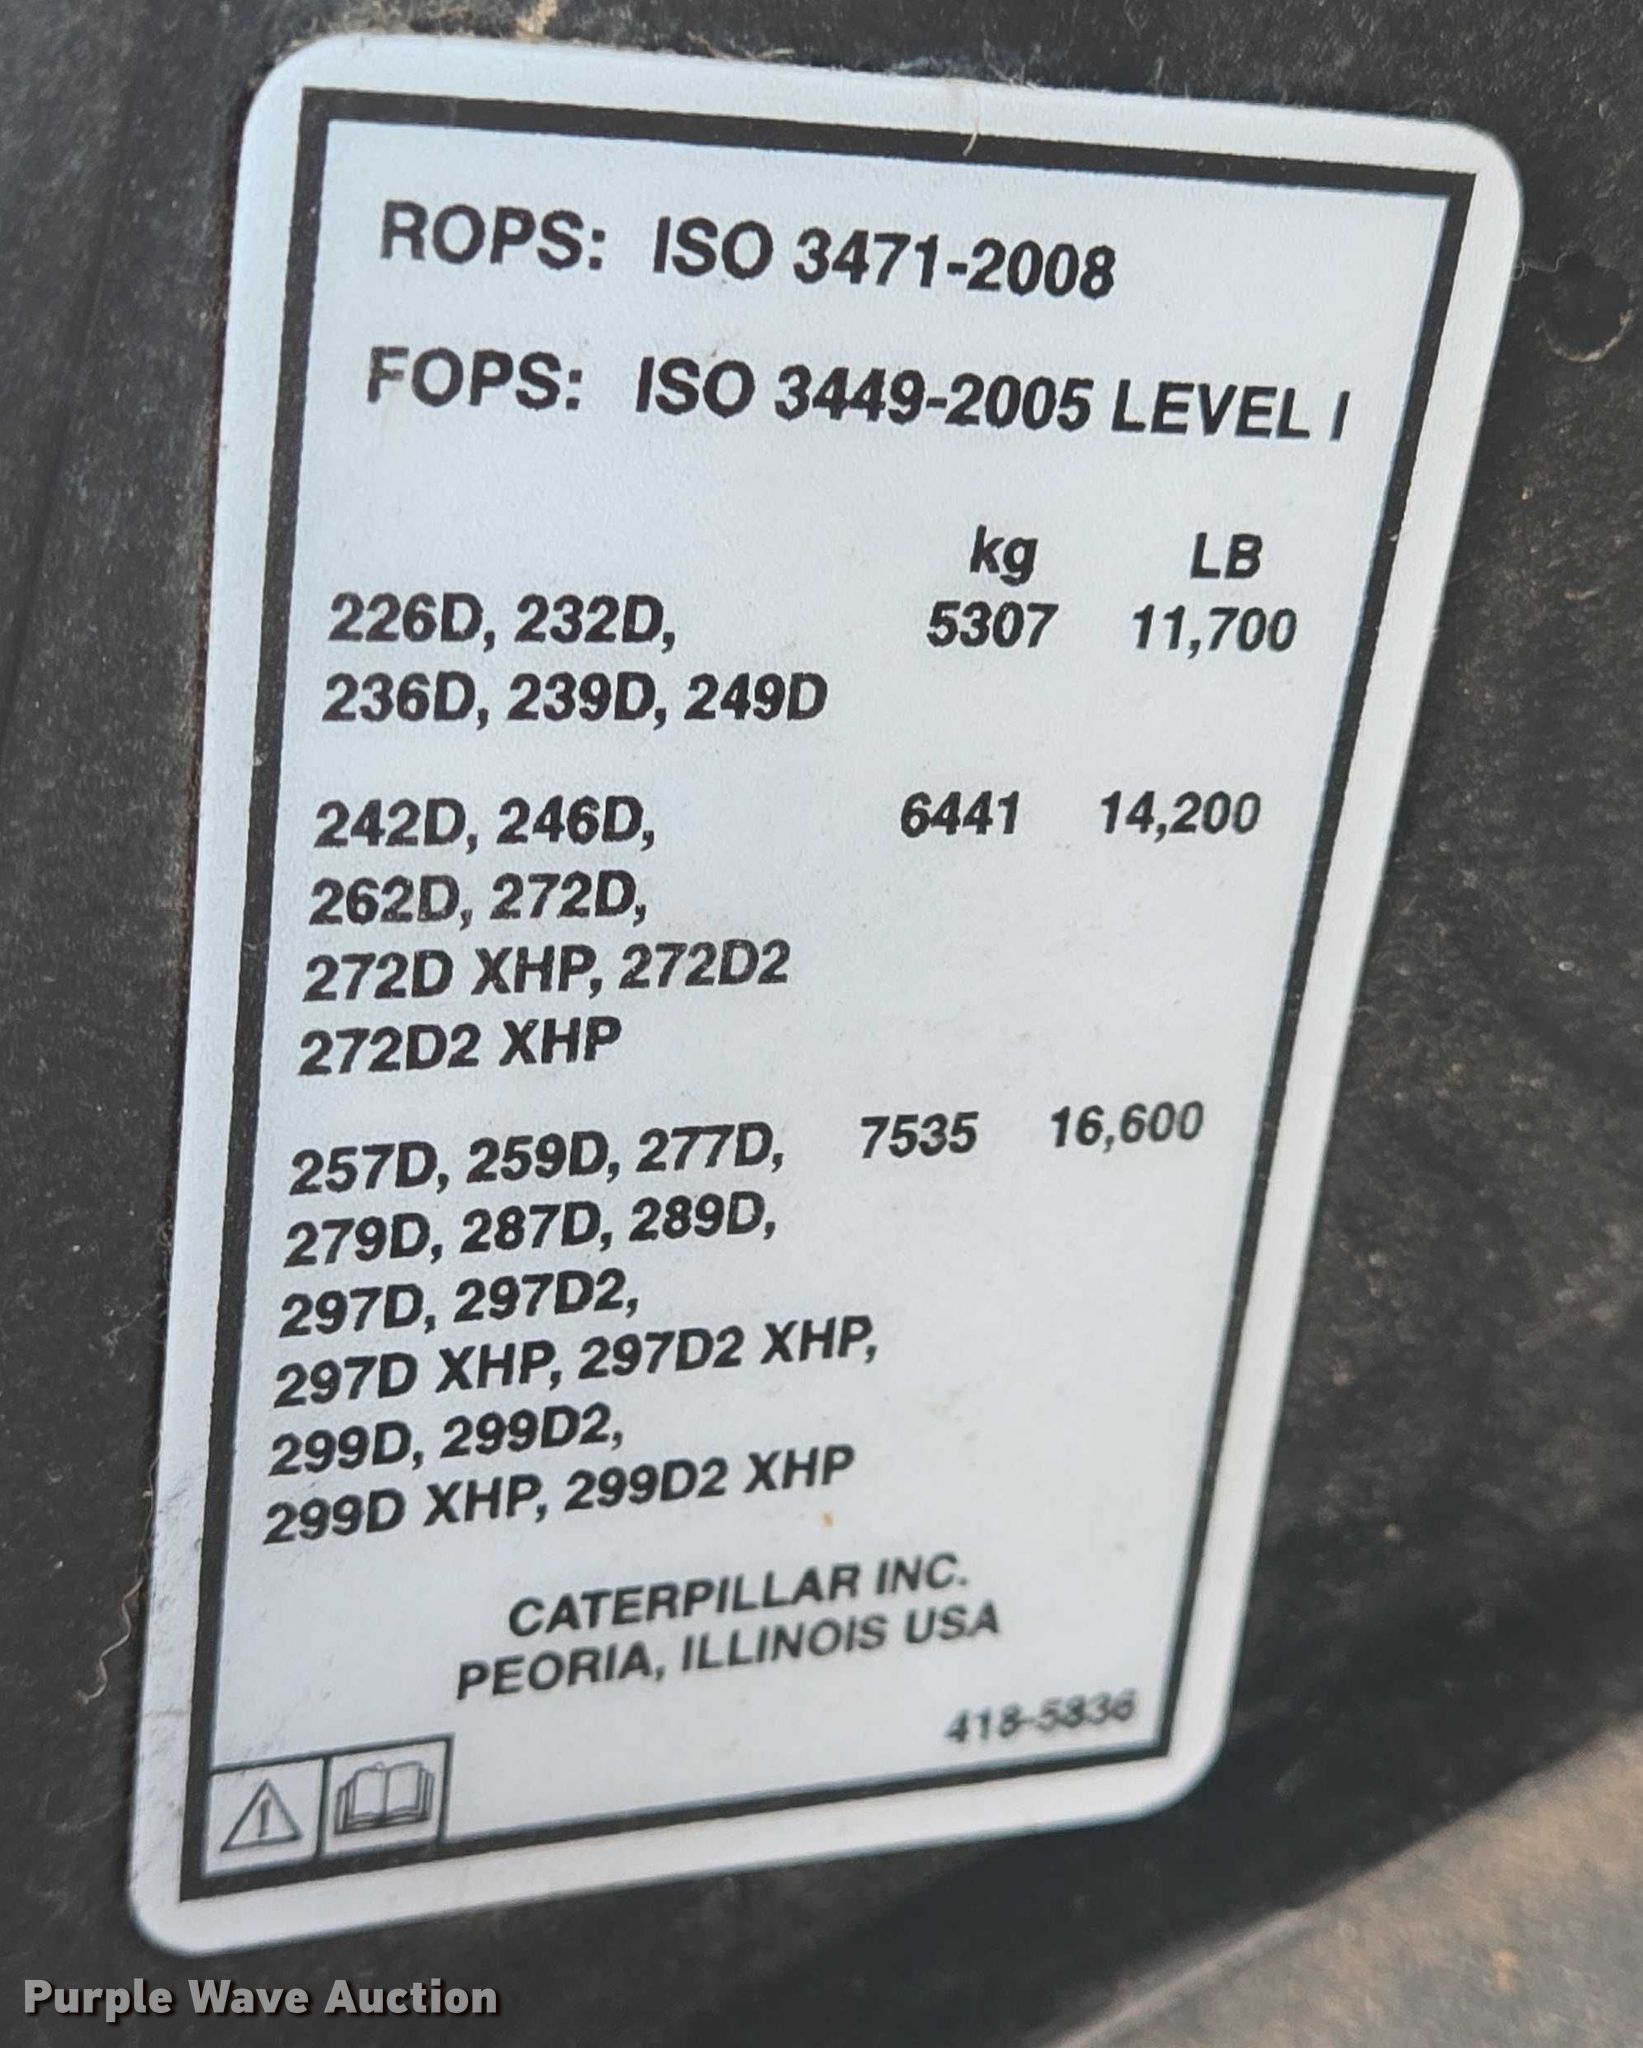 ROPS: ISO 3471-2008
FOPS: ISO 3449-2005 LEVEL I
kg LB
226D, 232D, 5307 11,700
236D, 239D, 249D
242D, 246D, 6441 14,200
262D, 272D,
272D XHP, 272D2
272D2 XHP
257D, 259D, 277D, 7535 16,600
279D, 287D, 289D,
297D, 297D2,
297D XHP, 297D2 XHP,
299D, 299D2,
299D XHP, 299D2 XHP
CATERPILLAR INC.
PEORIA, ILLINOIS USA
Purple Wave Auction